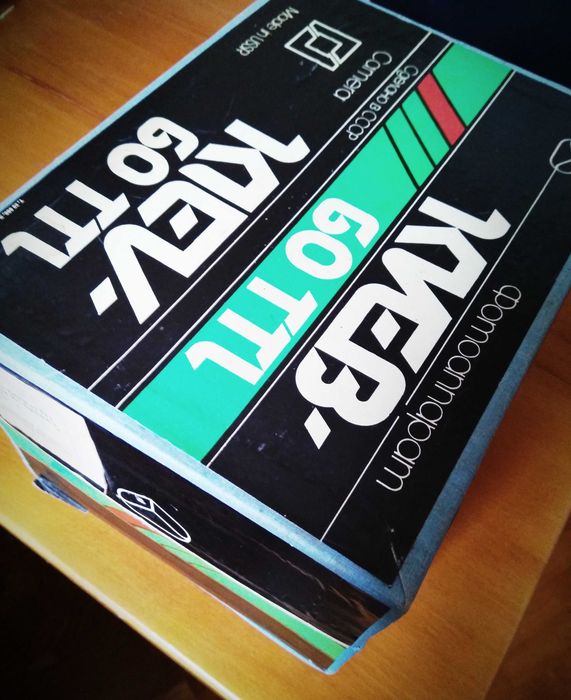 фотоаппарат
КИЕВ-
60 TTL
Сделано в СССР
Camera
KIEV-
60 TTL
Made in USSR